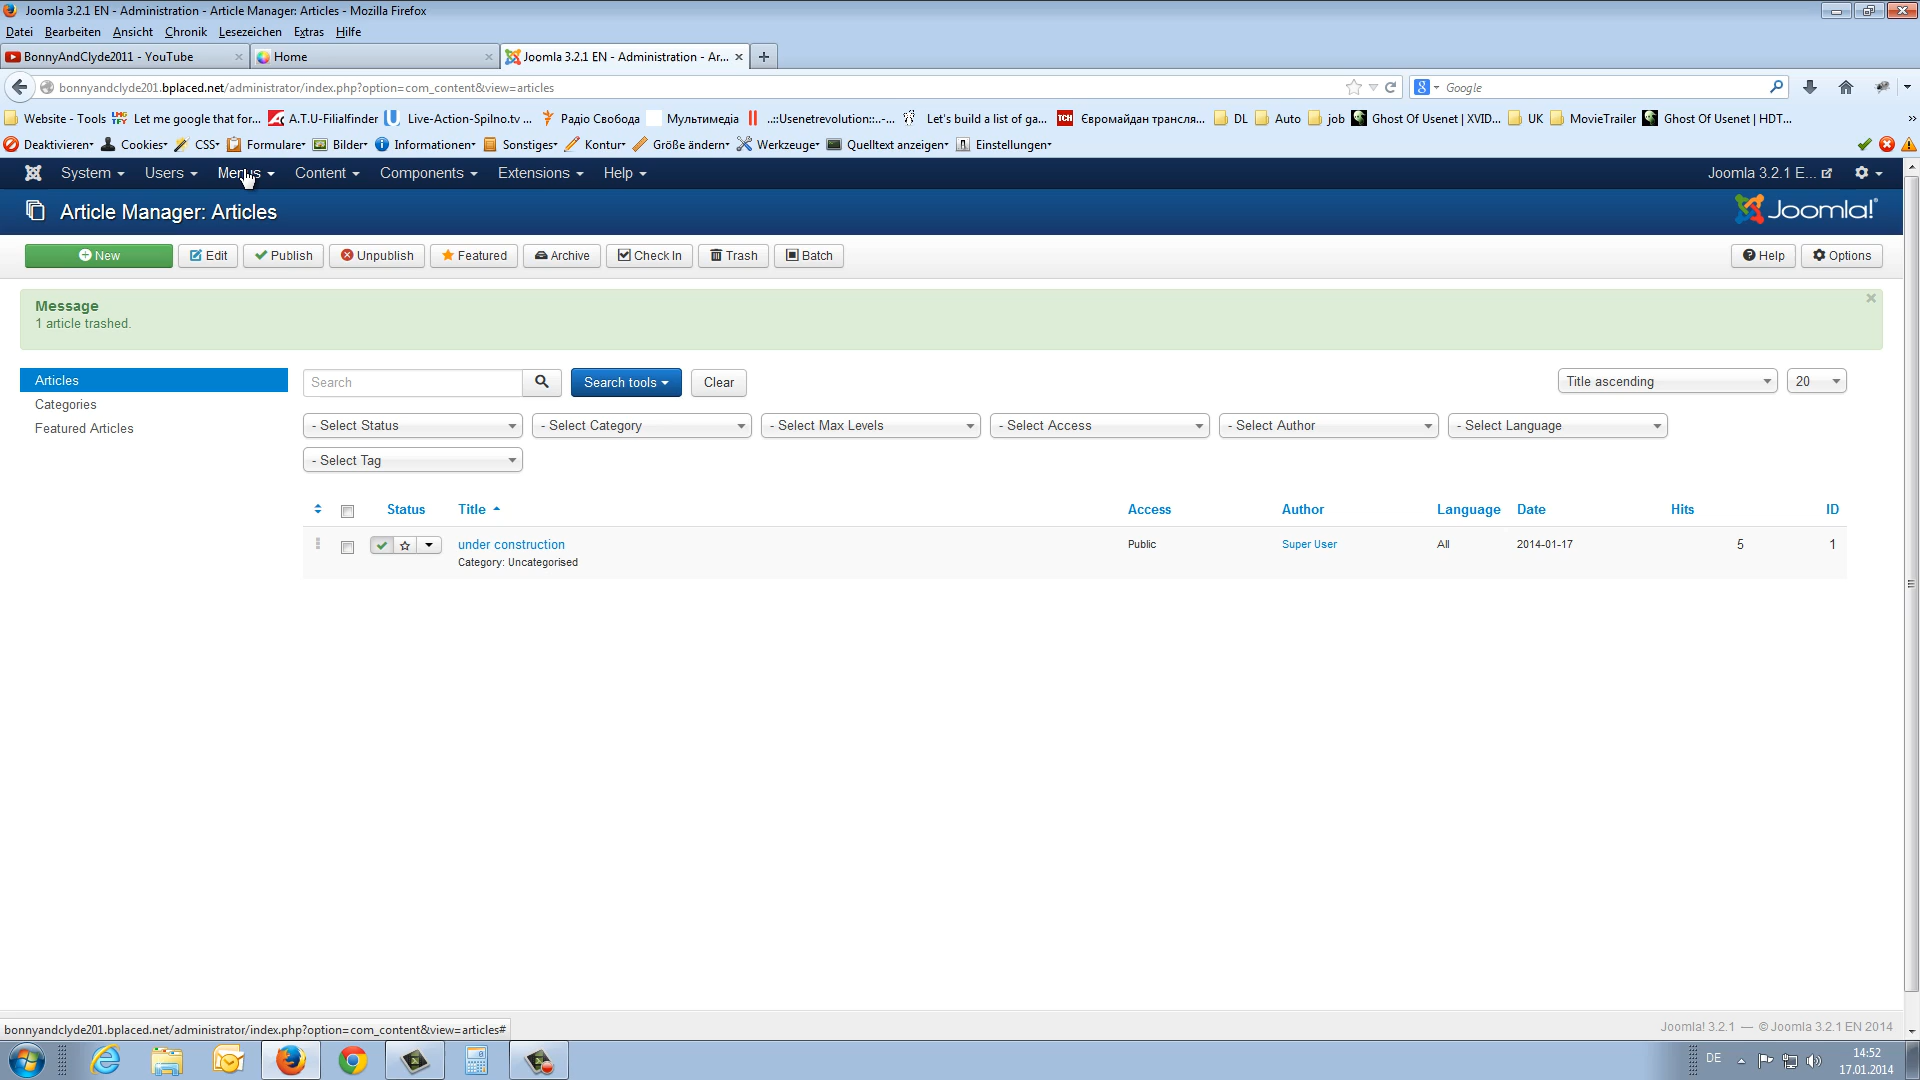 Joomla 3.2.1 EN - Administration - Article Manager: Articles - Mozilla Firefox
Datei Bearbeiten Ansicht Chronik Lesezeichen Extras Hilfe
BonnyAndClyde2011 - YouTube Home Joomla 3.2.1 EN - Administration - Ar...
bonnyandclyde201.bplaced.net/administrator/index.php?option=com_content&view=articles Google
Website - Tools Let me google that for... A.T.U-Filialfinder Live-Action-Spilno.tv ... Радіо Свобода Мультимедіа ..::Usenetrevolution::..-... Let's build a list of ga... Євромайдан трансля... DL Auto job Ghost Of Usenet | XVID... UK MovieTrailer Ghost Of Usenet | HDT...
Deaktivieren Cookies CSS Formulare Bilder Informationen Sonstiges Kontur Größe ändern Werkzeuge Quelltext anzeigen Einstellungen
System Users Menus Content Components Extensions Help Joomla 3.2.1 E...
Article Manager: Articles Joomla!
New Edit Publish Unpublish Featured Archive Check In Trash Batch Help Options
Message
1 article trashed.
Articles
Categories
Featured Articles
Search Search tools Clear Title ascending 20
- Select Status - Select Category - Select Max Levels - Select Access - Select Author - Select Language
- Select Tag
Status Title Access Author Language Date Hits ID
under construction Public Super User All 2014-01-17 5 1
Category: Uncategorised
bonnyandclyde201.bplaced.net/administrator/index.php?option=com_content&view=articles#
Joomla! 3.2.1 — © Joomla 3.2.1 EN 2014
DE 14:52
17.01.2014